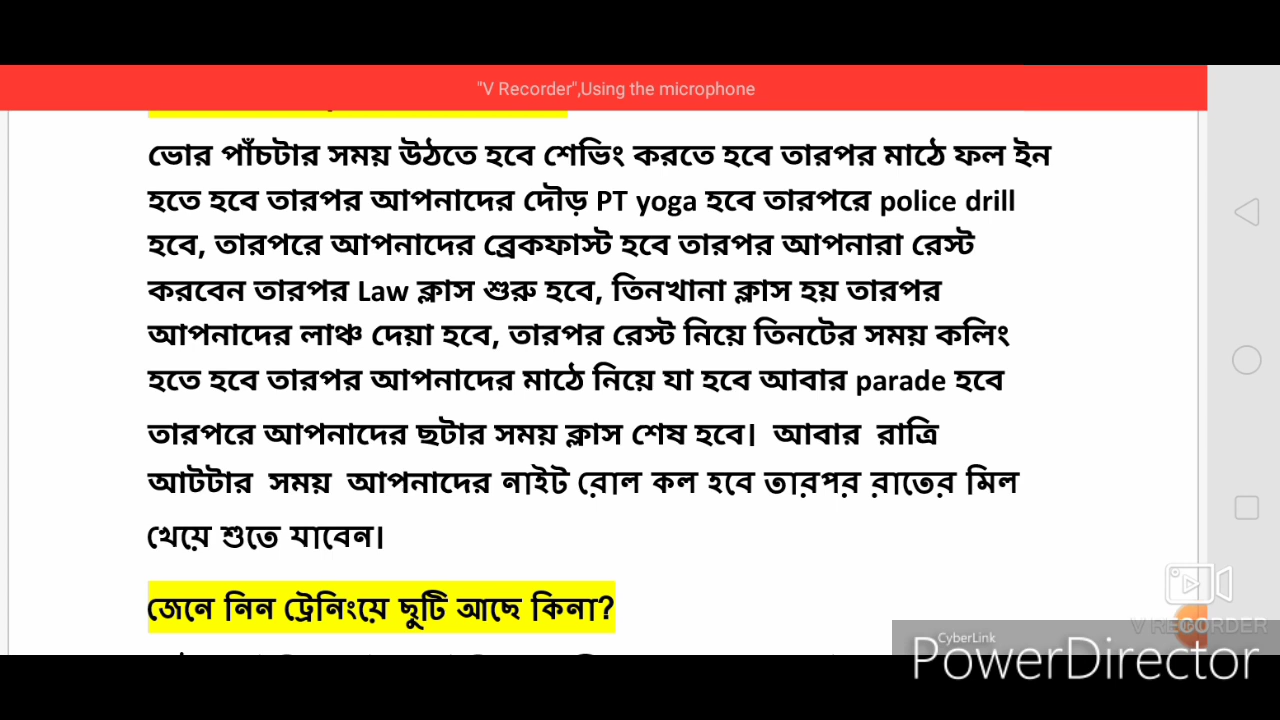 "V Recorder",Using the microphone
ভোর পাঁচটার সময় উঠতে হবে শেভিং করতে হবে তারপর মাঠে ফল ইন
হতে হবে তারপর আপনাদের দৌড় PT yoga হবে তারপরে police drill
হবে, তারপরে আপনাদের ব্রেকফাস্ট হবে তারপর আপনারা রেস্ট
করবেন তারপর Law ক্লাস শুরু হবে, তিনখানা ক্লাস হয় তারপর
আপনাদের লাঞ্চ দেয়া হবে, তারপর রেস্ট নিয়ে তিনটের সময় কলিং
হতে হবে তারপর আপনাদের মাঠে নিয়ে যা হবে আবার parade হবে
তারপরে আপনাদের ছটার সময় ক্লাস শেষ হবে। আবার রাত্রি
আটটার সময় আপনাদের নাইট রোল কল হবে তারপর রাতের মিল
খেয়ে শুতে যাবেন।
জেনে নিন ট্রেনিংয়ে ছুটি আছে কিনা?
V RECORDER
CyberLink
PowerDirector